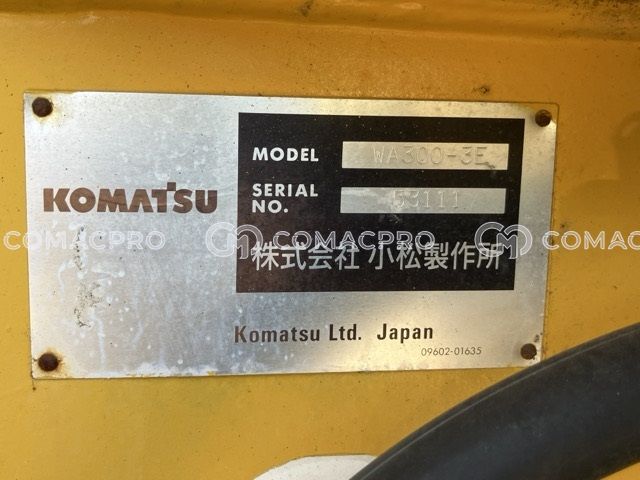 KOMATSU
MODEL WA300-3E
SERIAL NO. 53111
株式会社 小松製作所
Komatsu Ltd. Japan
09602-01635
COMACPRO COMACPRO COMACPRO